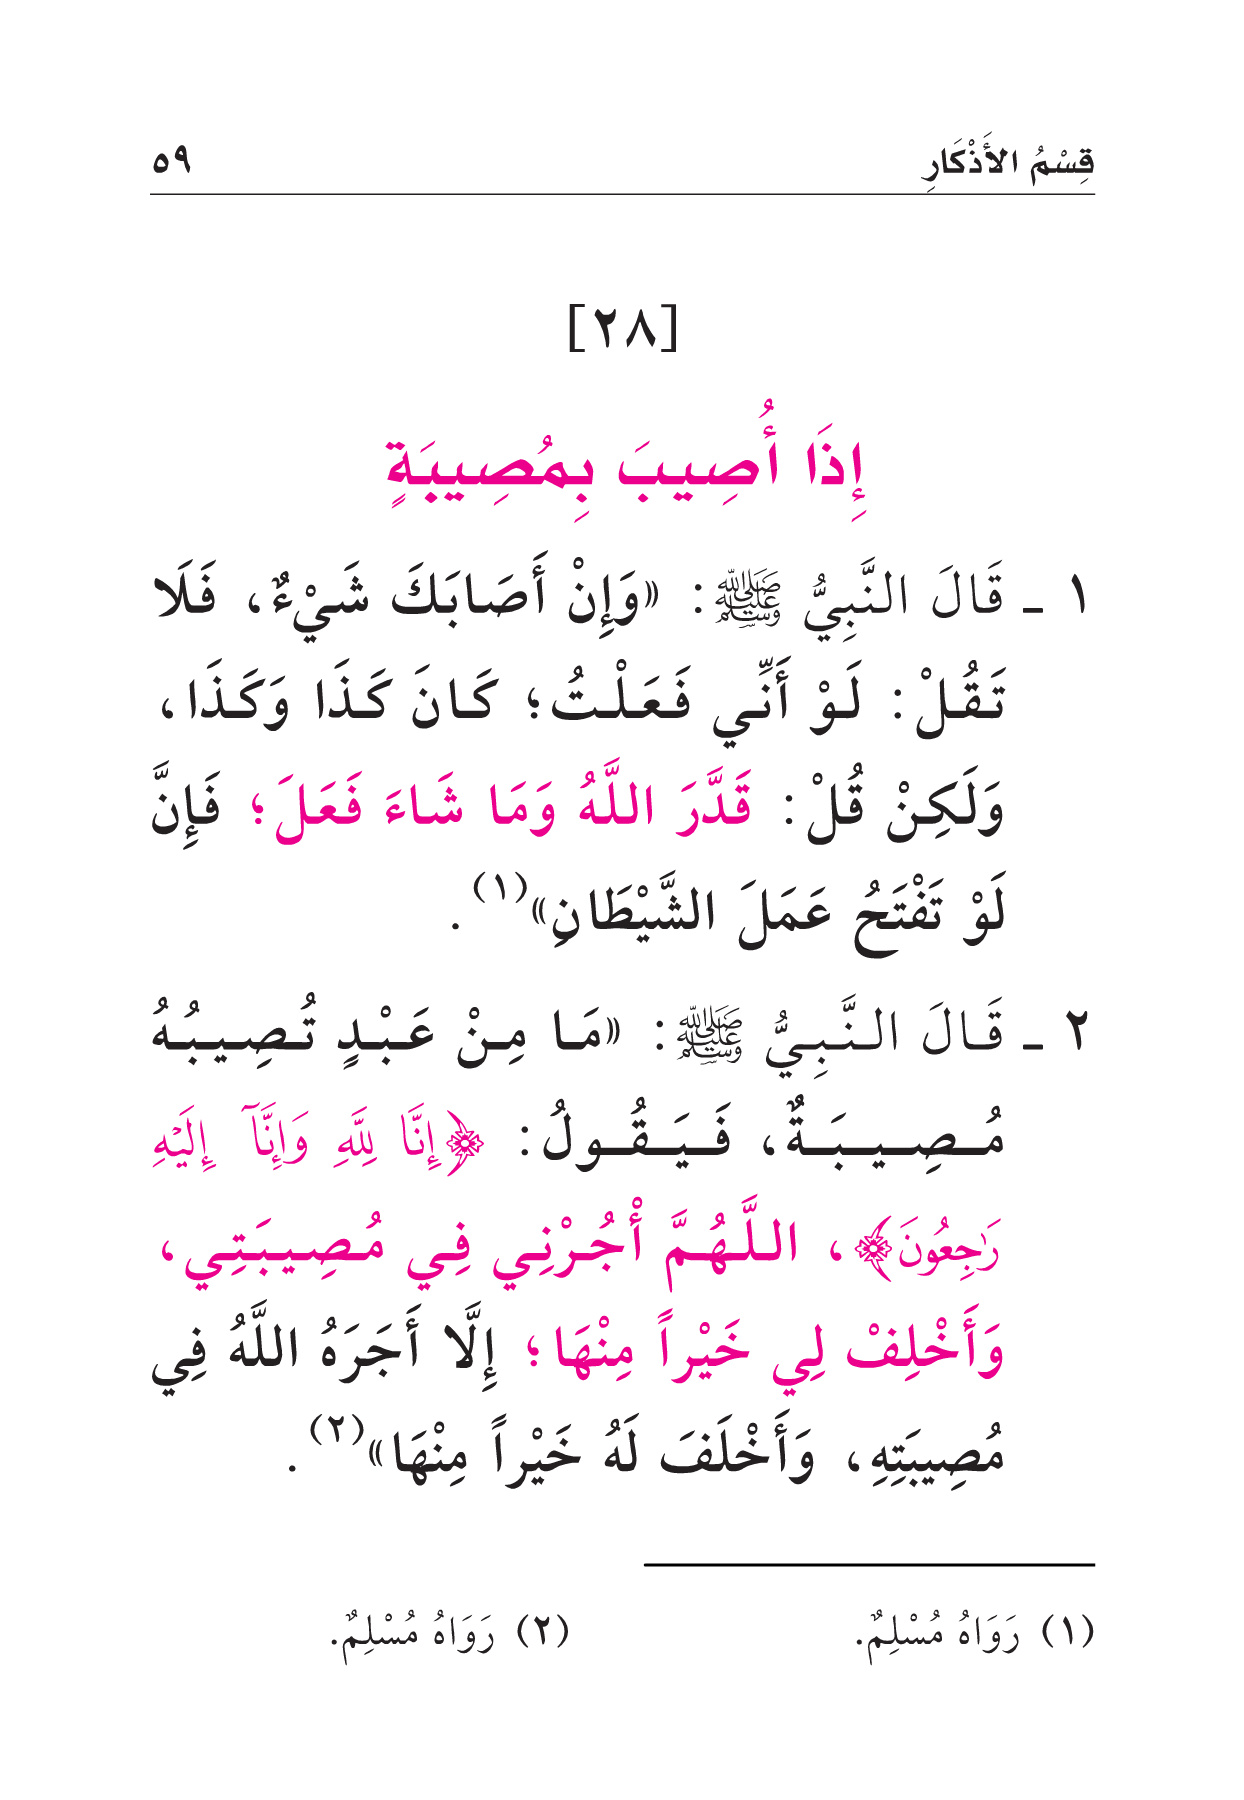 قِسْمُ الأَذْكَارِ ٥٩
[٢٨]
إِذَا أُصِيبَ بِمُصِيبَةٍ
١ ـ قَالَ النَّبِيُّ ﷺ: «وَإِنْ أَصَابَكَ شَيْءٌ، فَلَا
تَقُلْ: لَوْ أَنِّي فَعَلْتُ؛ كَانَ كَذَا وَكَذَا،
وَلَكِنْ قُلْ: قَدَّرَ اللَّهُ وَمَا شَاءَ فَعَلَ؛ فَإِنَّ
لَوْ تَفْتَحُ عَمَلَ الشَّيْطَانِ»(١).
٢ ـ قَالَ النَّبِيُّ ﷺ: «مَا مِنْ عَبْدٍ تُصِيبُهُ
مُصِيبَةٌ، فَيَقُولُ: ﴿إِنَّا لِلَّهِ وَإِنَّآ إِلَيْهِ
رَٰجِعُونَ﴾، اللَّهُمَّ أْجُرْنِي فِي مُصِيبَتِي،
وَأَخْلِفْ لِي خَيْراً مِنْهَا؛ إِلَّا أَجَرَهُ اللَّهُ فِي
مُصِيبَتِهِ، وَأَخْلَفَ لَهُ خَيْراً مِنْهَا»(٢).
(١) رَوَاهُ مُسْلِمٌ. (٢) رَوَاهُ مُسْلِمٌ.